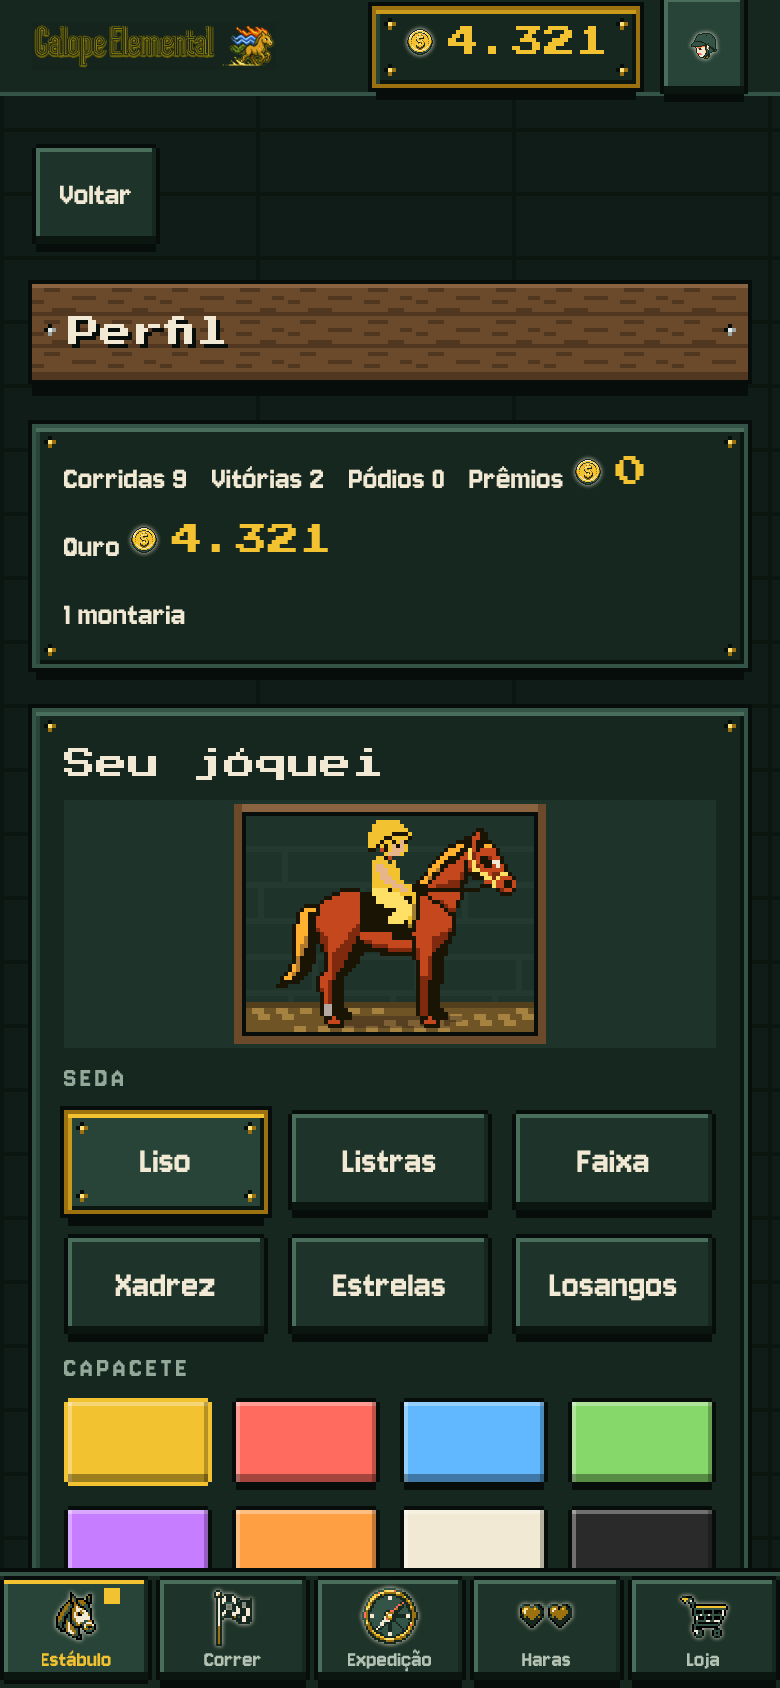 Galope Elemental
4.321
Voltar
Perfil
Corridas 9 Vitórias 2 Pódios 0 Prêmios 0
Ouro 4.321
1 montaria
Seu jóquei
SEDA
Liso Listras Faixa
Xadrez Estrelas Losangos
CAPACETE
Estábulo Correr Expedição Haras Loja